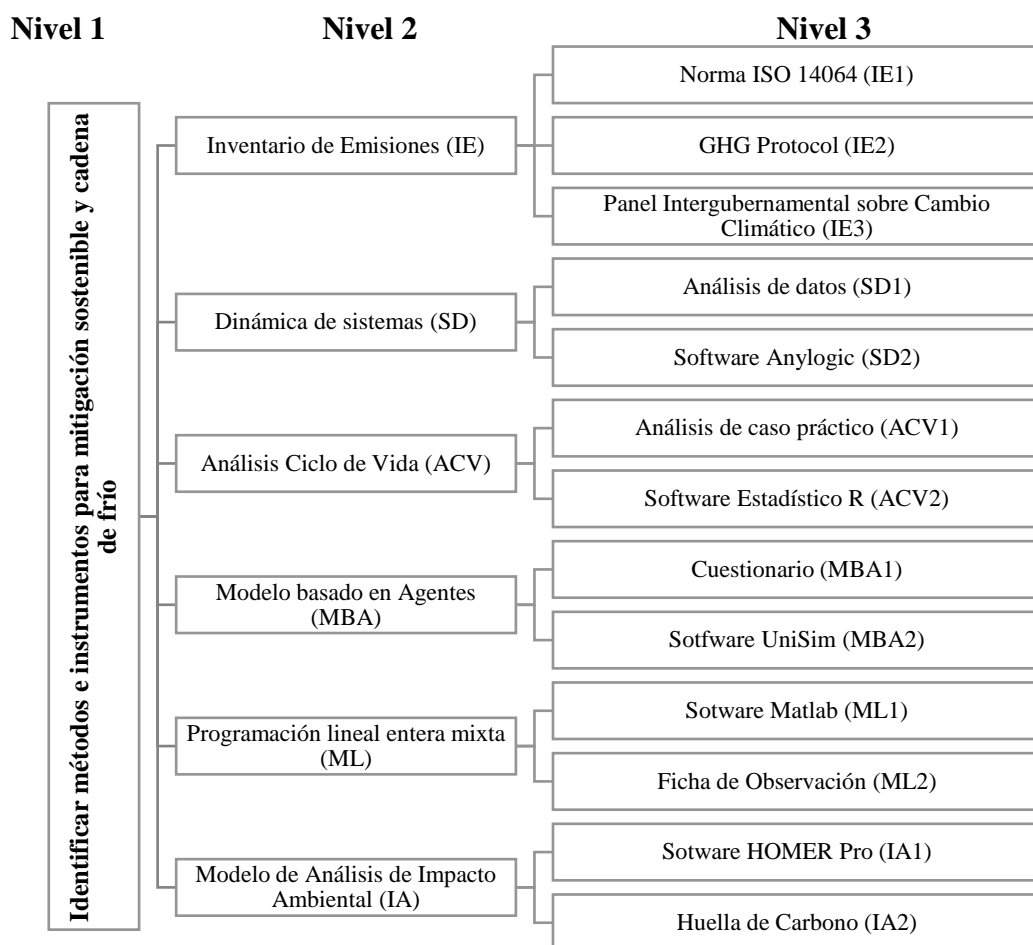 Nivel 1
Nivel 2
Nivel 3
Identificar métodos e instrumentos para mitigación sostenible y cadena
de frío
Inventario de Emisiones (IE)
Norma ISO 14064 (IE1)
GHG Protocol (IE2)
Panel Intergubernamental sobre Cambio
Climático (IE3)
Dinámica de sistemas (SD)
Análisis de datos (SD1)
Software Anylogic (SD2)
Análisis Ciclo de Vida (ACV)
Análisis de caso práctico (ACV1)
Software Estadístico R (ACV2)
Modelo basado en Agentes
(MBA)
Cuestionario (MBA1)
Sotfware UniSim (MBA2)
Programación lineal entera mixta
(ML)
Sotware Matlab (ML1)
Ficha de Observación (ML2)
Modelo de Análisis de Impacto
Ambiental (IA)
Sotware HOMER Pro (IA1)
Huella de Carbono (IA2)